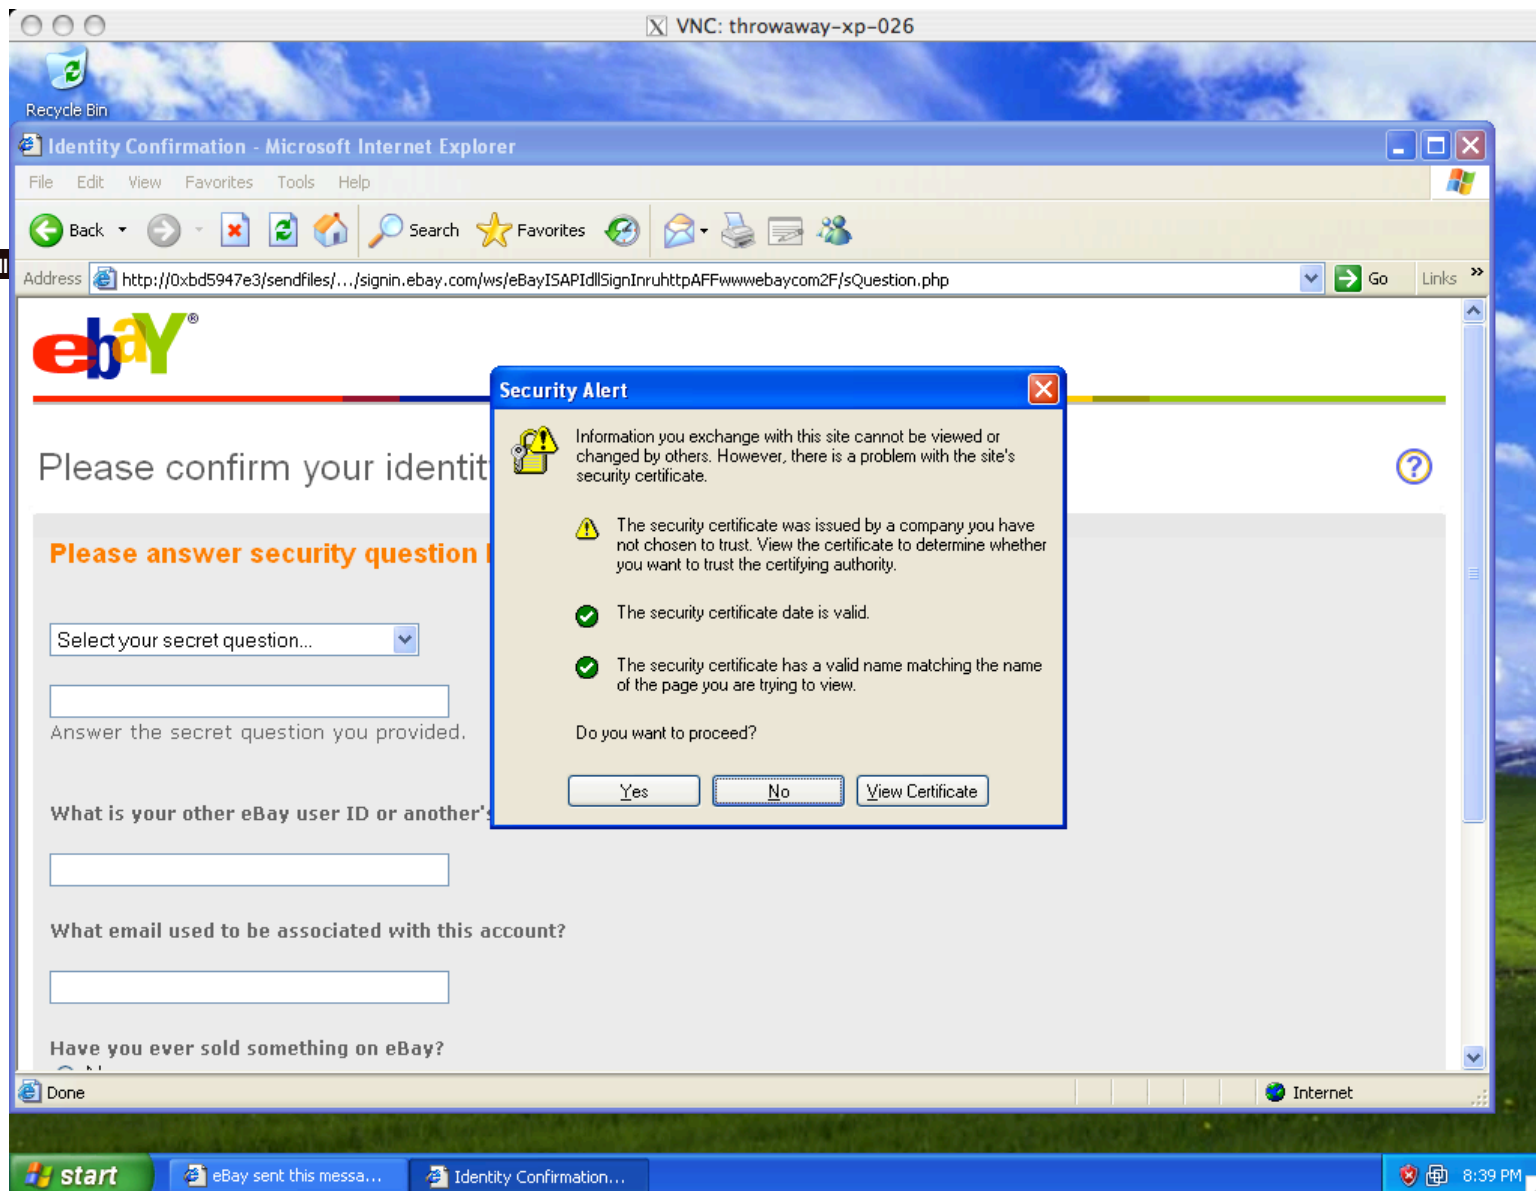 VNC: throwaway-xp-026
Recycle Bin
Identity Confirmation - Microsoft Internet Explorer
File Edit View Favorites Tools Help
Back Search Favorites
Address http://0xbd5947e3/sendfiles/.../signin.ebay.com/ws/eBayISAPIdllSignInruhttpAFFwwwebaycom2F/sQuestion.php Go Links »
ebaY®
Please confirm your identit
Please answer security question
Select your secret question...
Answer the secret question you provided.
What is your other eBay user ID or another's
What email used to be associated with this account?
Have you ever sold something on eBay?
Security Alert
Information you exchange with this site cannot be viewed or
changed by others. However, there is a problem with the site's
security certificate.
The security certificate was issued by a company you have
not chosen to trust. View the certificate to determine whether
you want to trust the certifying authority.
The security certificate date is valid.
The security certificate has a valid name matching the name
of the page you are trying to view.
Do you want to proceed?
Yes No View Certificate
Done Internet
start eBay sent this messa... Identity Confirmation... 8:39 PM